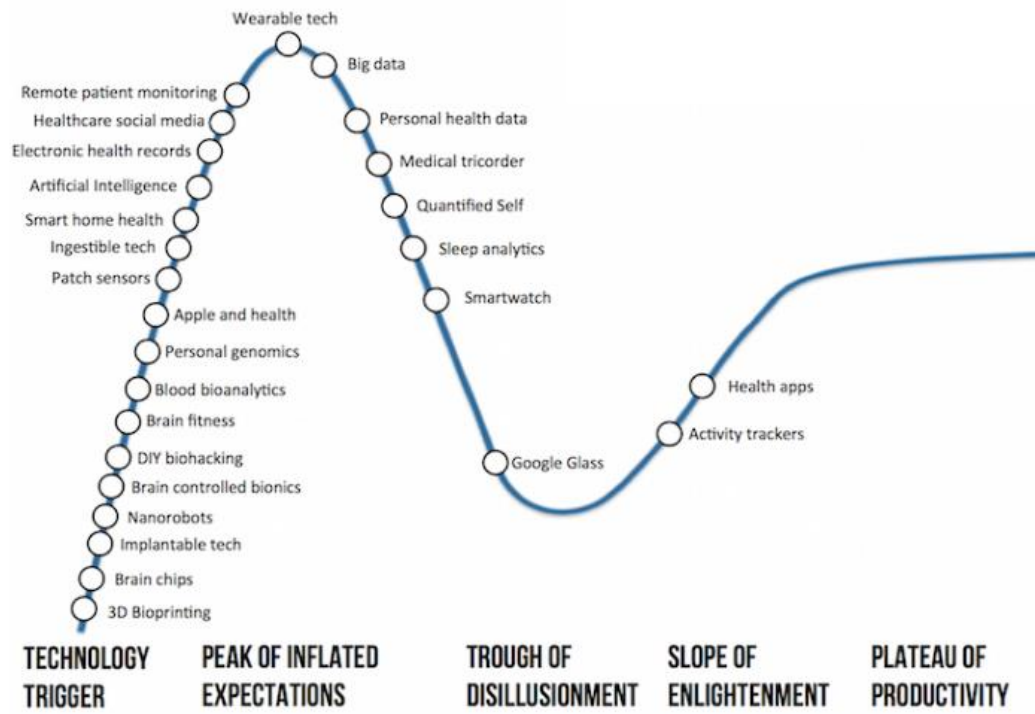 Wearable tech
Big data
Remote patient monitoring
Healthcare social media
Personal health data
Electronic health records
Medical tricorder
Artificial Intelligence
Quantified Self
Smart home health
Ingestible tech
Sleep analytics
Patch sensors
Smartwatch
Apple and health
Personal genomics
Blood bioanalytics
Health apps
Brain fitness
Activity trackers
DIY biohacking
Google Glass
Brain controlled bionics
Nanorobots
Implantable tech
Brain chips
3D Bioprinting
TECHNOLOGY
TRIGGER
PEAK OF INFLATED
EXPECTATIONS
TROUGH OF
DISILLUSIONMENT
SLOPE OF
ENLIGHTENMENT
PLATEAU OF
PRODUCTIVITY